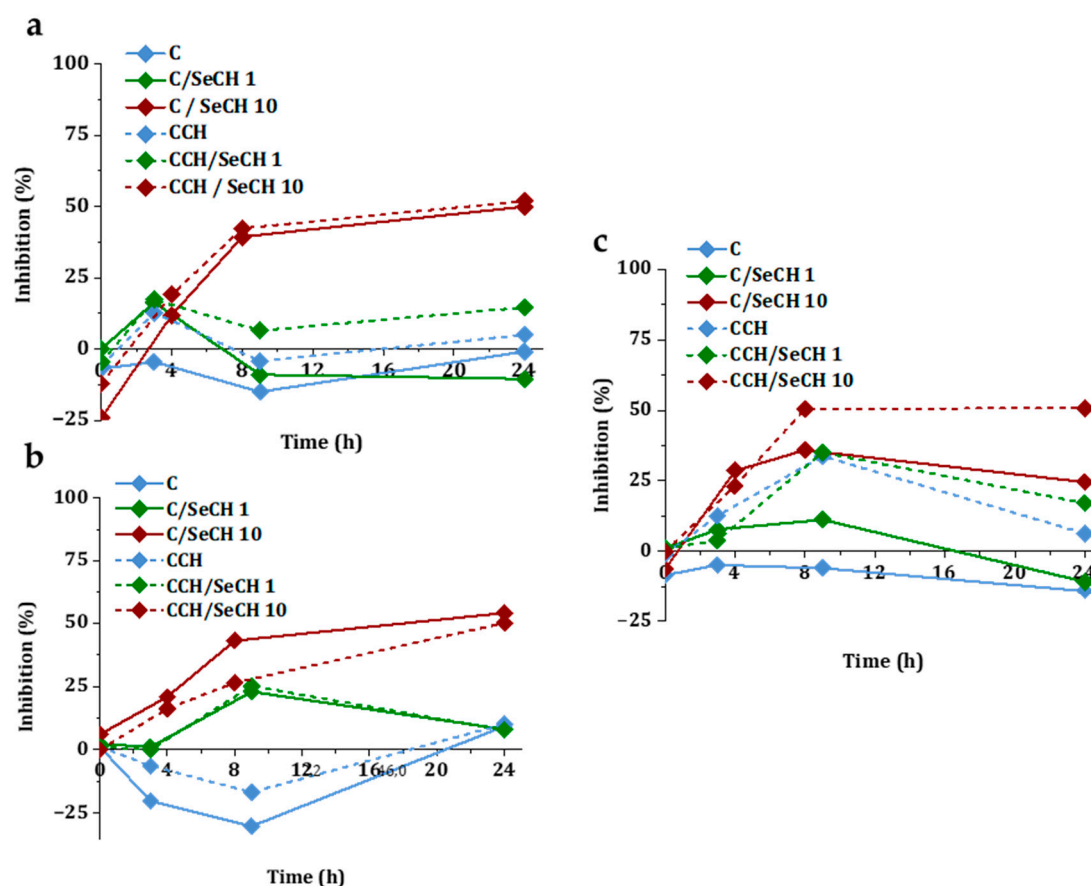 a
C
C/SeCH 1
C / SeCH 10
CCH
CCH/SeCH 1
CCH / SeCH 10
100
75
50
25
0
−25
Inhibition (%)
0 4 8 12 16 20 24
Time (h)
b
C
C/SeCH 1
C/SeCH 10
CCH
CCH/SeCH 1
CCH/SeCH 10
100
75
50
25
0
−25
Inhibition (%)
0 4 8 12 16 20 24
Time (h)
c
C
C/SeCH 1
C/SeCH 10
CCH
CCH/SeCH 1
CCH/SeCH 10
100
75
50
25
0
−25
Inhibition (%)
0 4 8 12 16 20 24
Time (h)